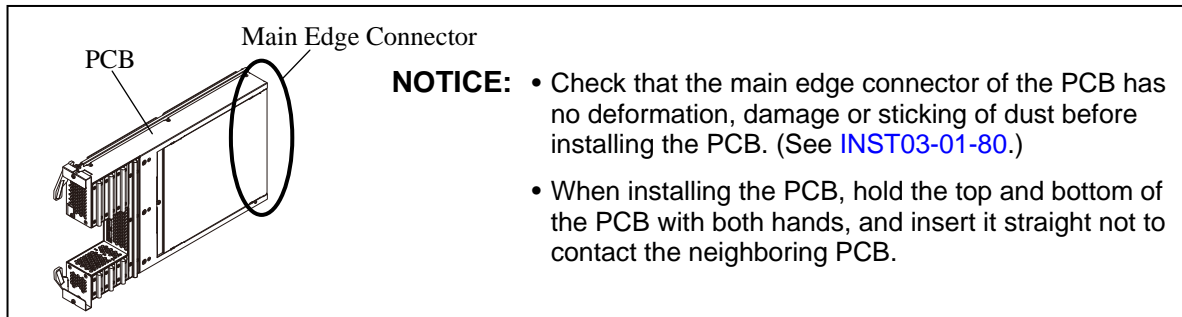 Main Edge Connector
PCB
NOTICE: • Check that the main edge connector of the PCB has
no deformation, damage or sticking of dust before
installing the PCB. (See INST03-01-80.)
• When installing the PCB, hold the top and bottom of
the PCB with both hands, and insert it straight not to
contact the neighboring PCB.